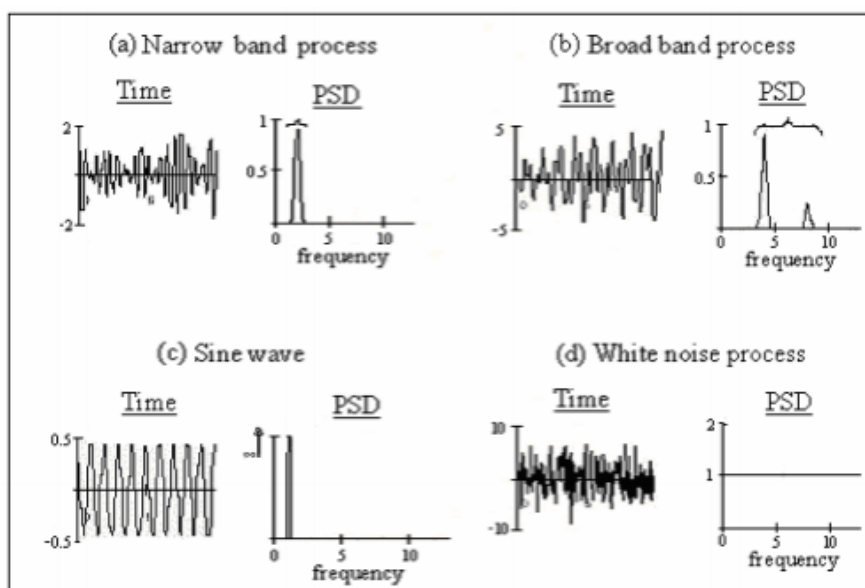 (a) Narrow band process
Time
PSD
2
-2
1
0.5
0
5
10
frequency
(b) Broad band process
Time
PSD
5
-5
1
0.5
0
5
10
frequency
(c) Sine wave
Time
PSD
0.5
-0.5
∞
0
5
10
frequency
(d) White noise process
Time
PSD
10
-10
2
1
0
5
10
frequency